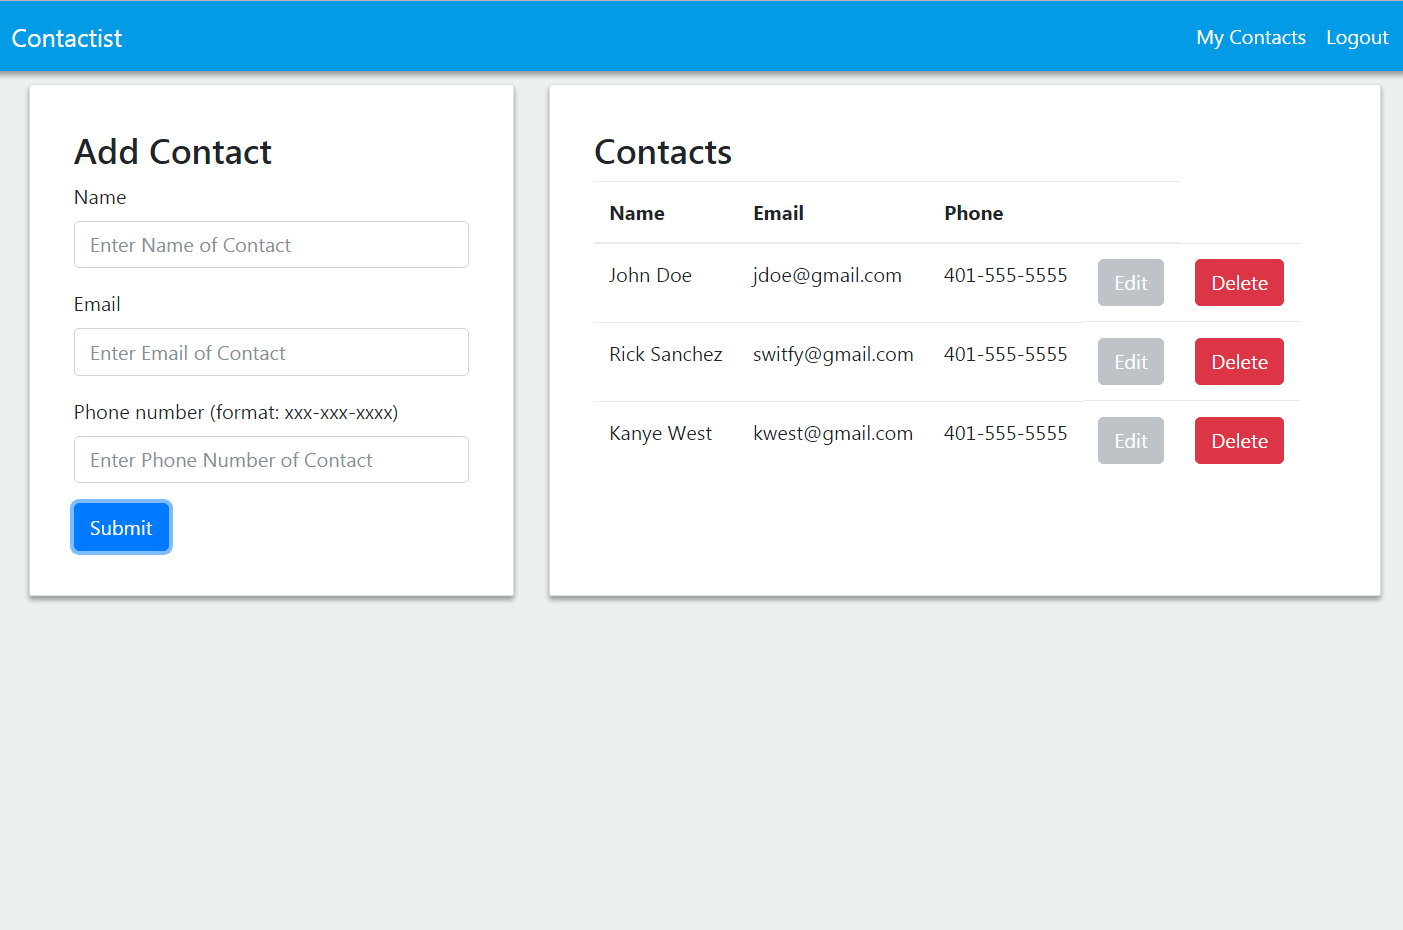 Contactist My Contacts Logout
Add Contact
Name
Enter Name of Contact
Email
Enter Email of Contact
Phone number (format: xxx-xxx-xxxx)
Enter Phone Number of Contact
Submit
Contacts
Name Email Phone
John Doe jdoe@gmail.com 401-555-5555 Edit Delete
Rick Sanchez switfy@gmail.com 401-555-5555 Edit Delete
Kanye West kwest@gmail.com 401-555-5555 Edit Delete